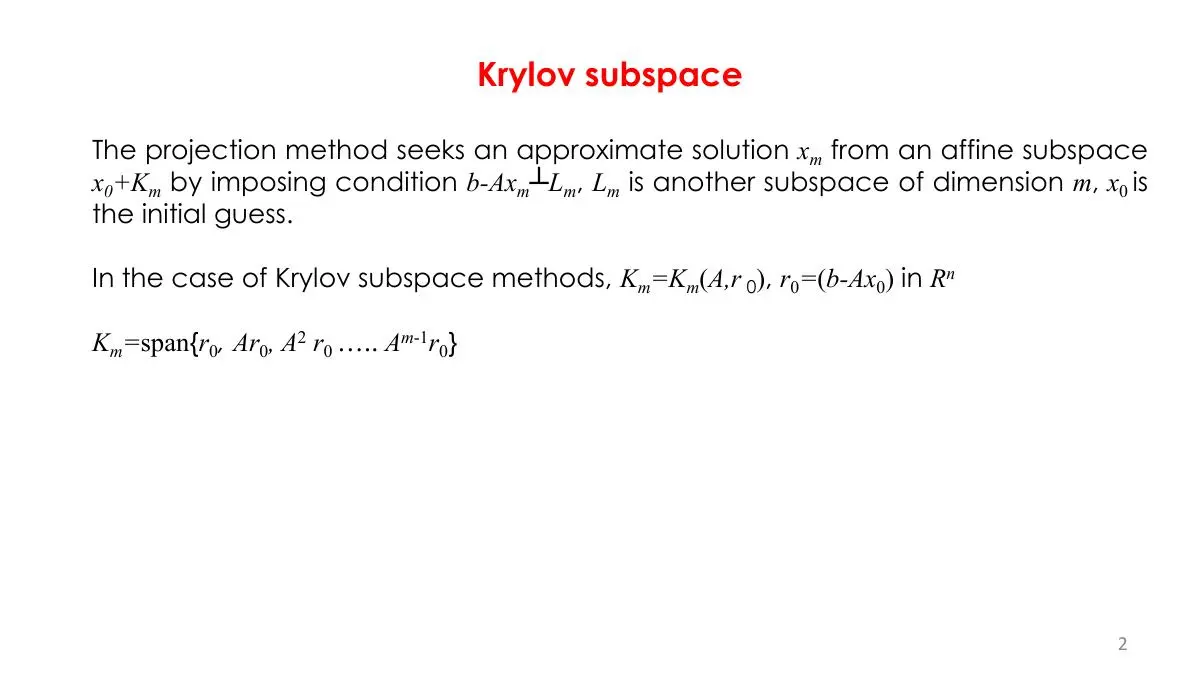 Krylov subspace
The projection method seeks an approximate solution xₘ from an affine subspace
x₀+Kₘ by imposing condition b-Axₘ┴Lₘ, Lₘ is another subspace of dimension m, x₀ is
the initial guess.
In the case of Krylov subspace methods, Kₘ=Kₘ(A,r ₀), r₀=(b-Ax₀) in Rⁿ
Kₘ=span{r₀, Ar₀, A² r₀ ….. Aᵐ⁻¹r₀}
2